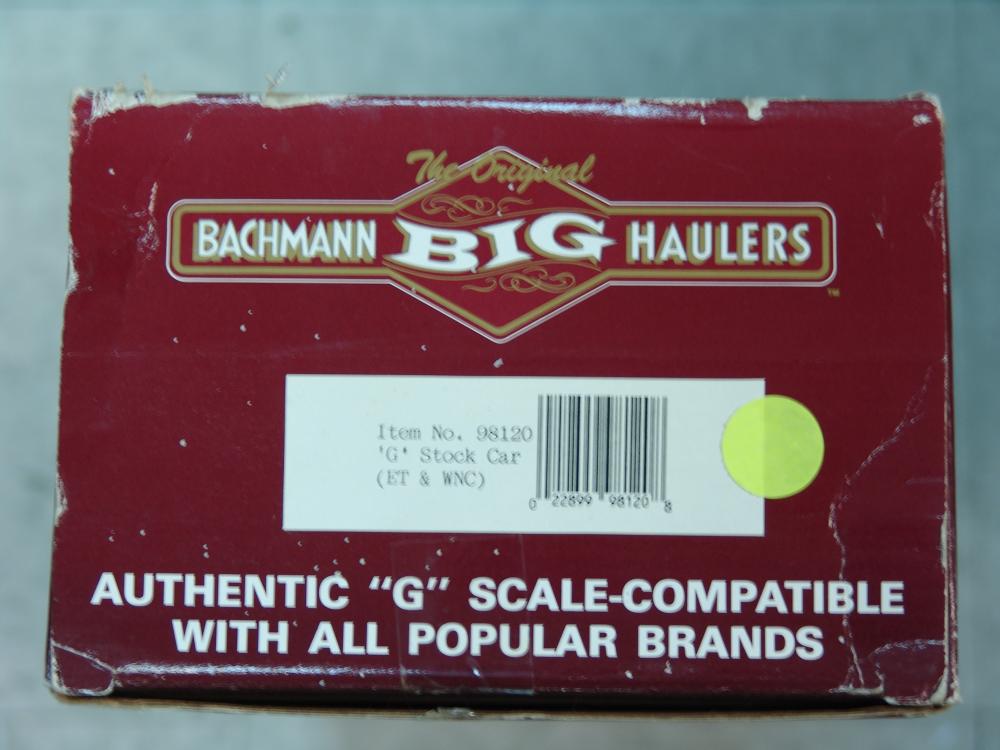 The Original
BACHMANN BIG HAULERS
TM
Item No. 98120
'G' Stock Car
(ET & WNC)
0 22899 98120 8
AUTHENTIC “G” SCALE-COMPATIBLE
WITH ALL POPULAR BRANDS